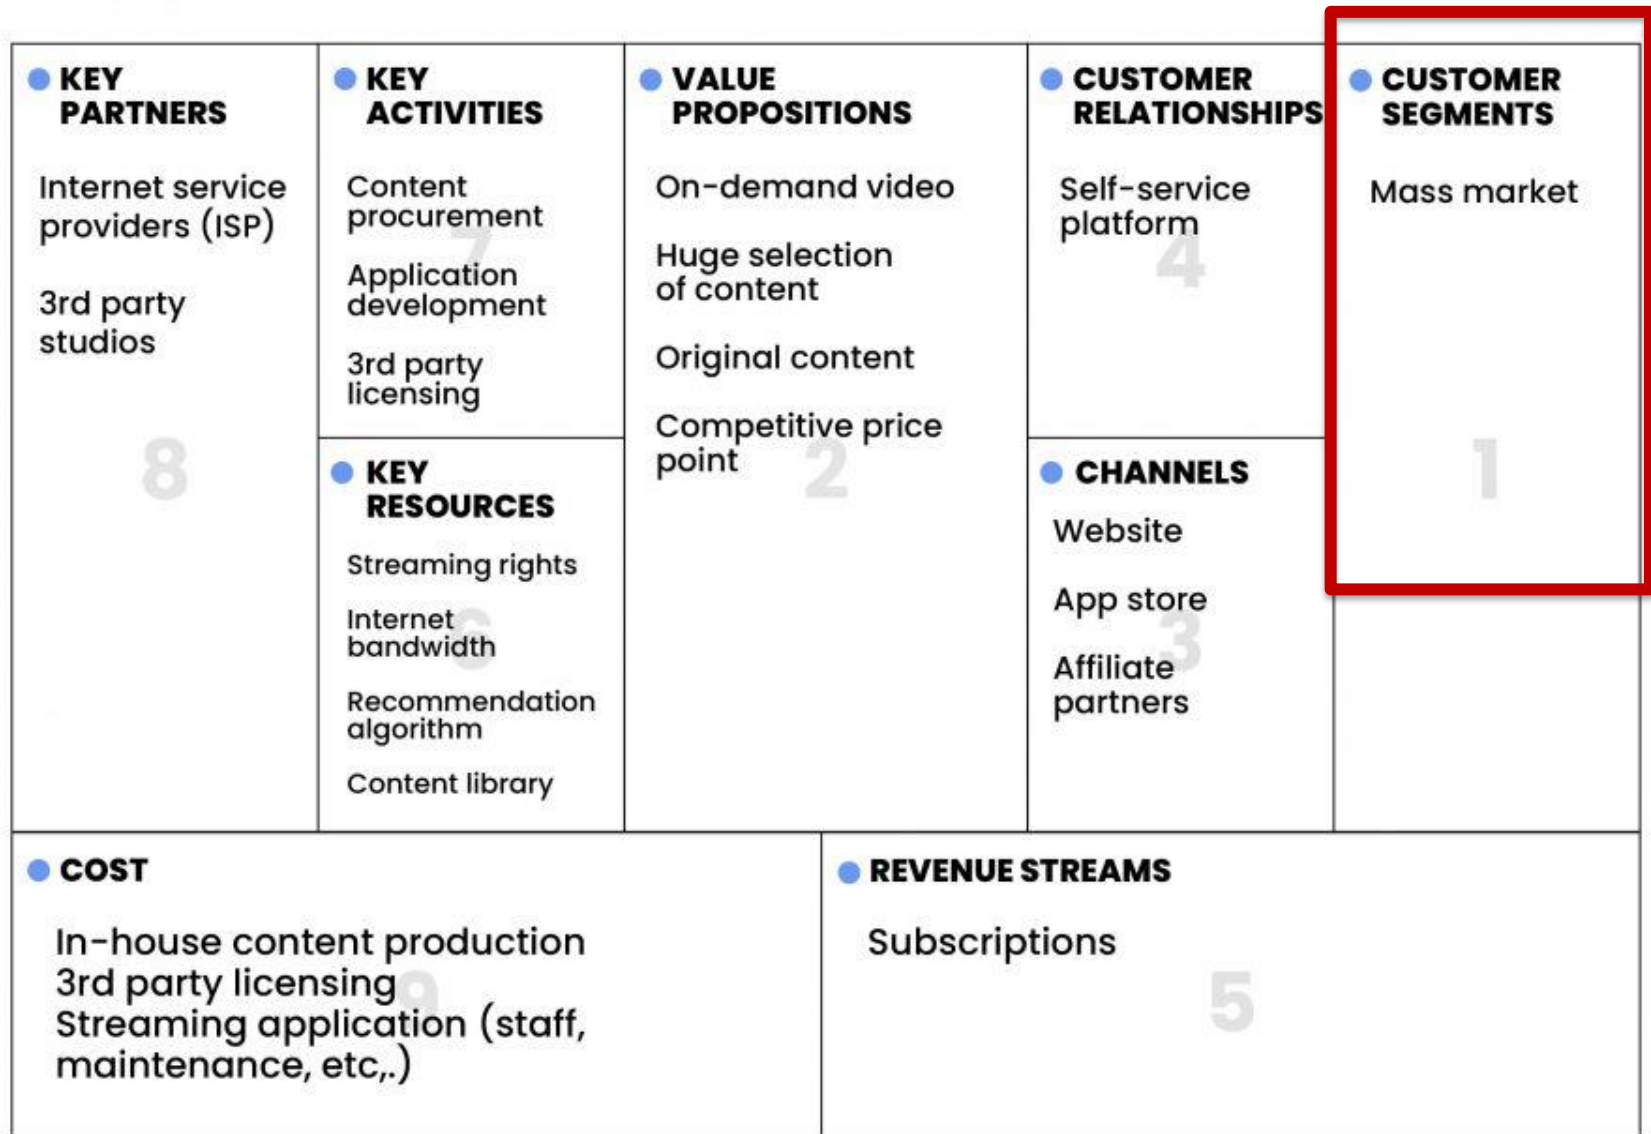 KEY
PARTNERS
Internet service
providers (ISP)
3rd party
studios
8
KEY
ACTIVITIES
Content
procurement
7
Application
development
3rd party
licensing
KEY
RESOURCES
Streaming rights
Internet
bandwidth
6
Recommendation
algorithm
Content library
VALUE
PROPOSITIONS
On-demand video
Huge selection
of content
Original content
Competitive price
point
2
CUSTOMER
RELATIONSHIPS
Self-service
platform
4
CHANNELS
Website
App store
3
Affiliate
partners
CUSTOMER
SEGMENTS
Mass market
1
COST
In-house content production
3rd party licensing
9
Streaming application (staff,
maintenance, etc,.)
REVENUE STREAMS
Subscriptions
5